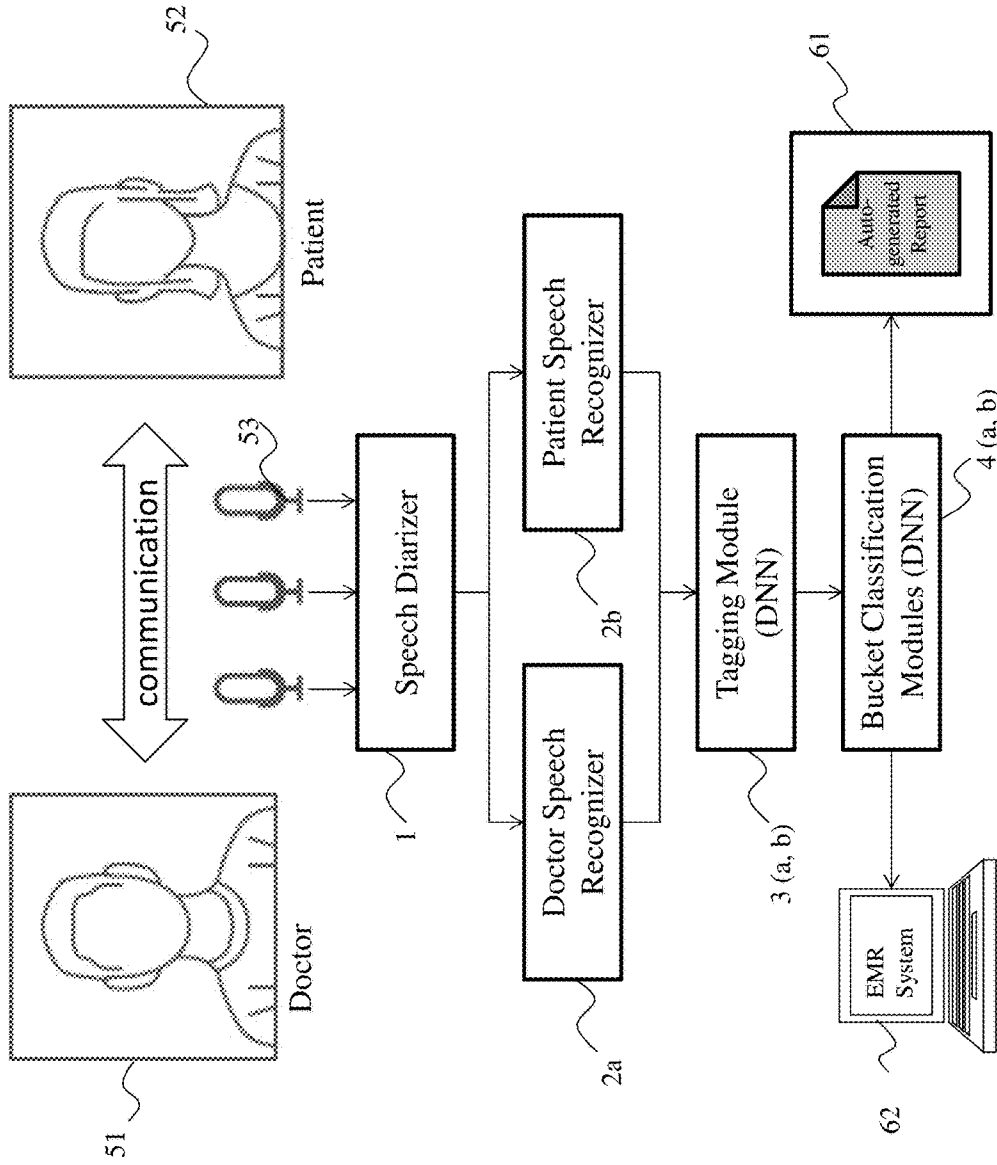 51
52
Doctor
communication
Patient
53
1
Speech Diarizer
Doctor Speech
Recognizer
2a
Patient Speech
Recognizer
2b
3 (a, b)
Tagging Module
(DNN)
Bucket Classification
Modules (DNN)
4 (a, b)
EMR
System
62
Auto-
generated
Report
61